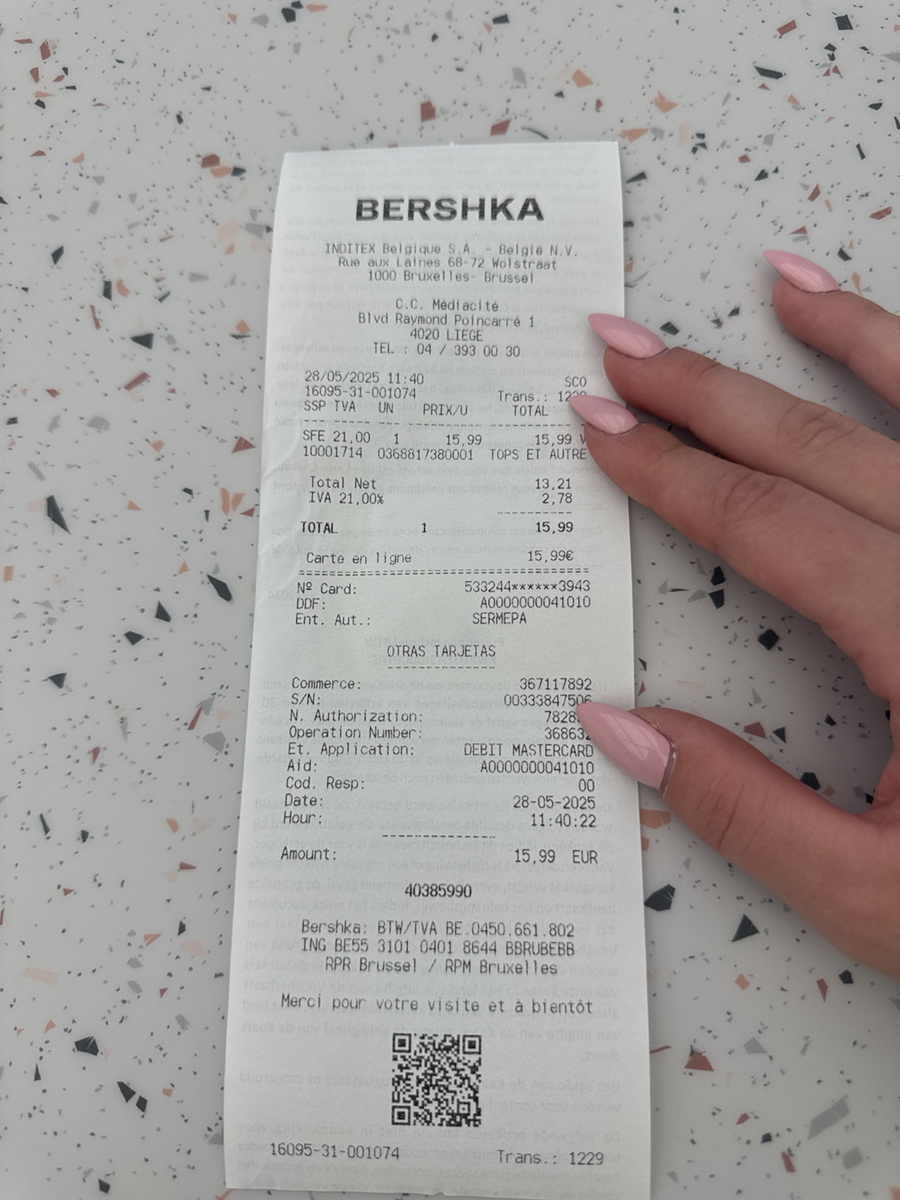 BERSHKA
INDITEX Belgique S.A. - België N.V.
Rue aux Laines 68-72 Wolstraat
1000 Bruxelles- Brussel
C.C. Médiacité
Blvd Raymond Poincarré 1
4020 LIEGE
TEL : 04 / 393 00 30
28/05/2025 11:40 SCO
16095-31-001074 Trans.: 1229
SSP TVA UN PRIX/U TOTAL
SFE 21,00 1 15,99 15,99 V
10001714 0368817380001 TOPS ET AUTRE
Total Net 13,21
IVA 21,00% 2,78
TOTAL 1 15,99
Carte en ligne 15,99€
Nº Card: 533244******3943
DDF: A0000000041010
Ent. Aut.: SERMEPA
OTRAS TARJETAS
Commerce: 367117892
S/N: 00333847506
N. Authorization:
Operation Number:
Et. Application: DEBIT MASTERCARD
Aid: A0000000041010
Cod. Resp: 00
Date: 28-05-2025
Hour: 11:40:22
Amount: 15,99 EUR
40385990
Bershka: BTW/TVA BE.0450.661.802
ING BE55 3101 0401 8644 BBRUBEBB
RPR Brussel / RPM Bruxelles
Merci pour votre visite et à bientôt
16095-31-001074 Trans.: 1229